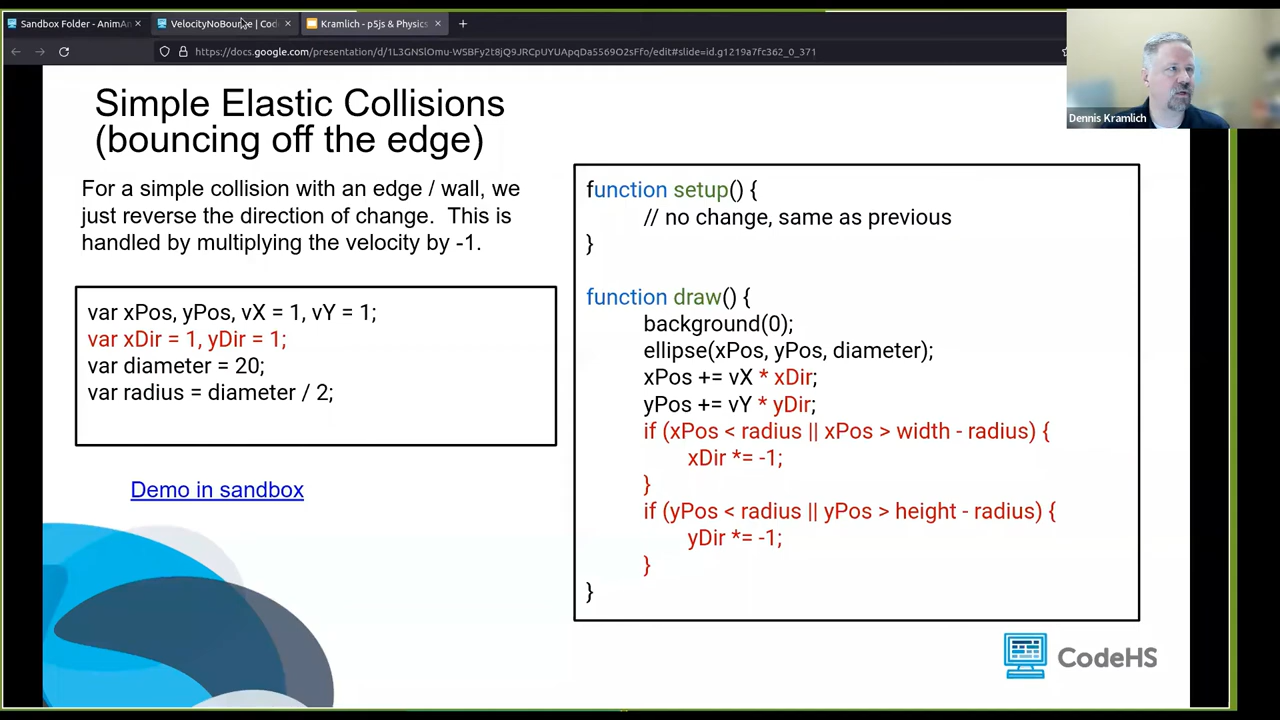 Sandbox Folder - AnimAn
VelocityNoBounce | Cod
Kramlich - p5js & Physics
https://docs.google.com/presentation/d/1L3GNSlOmu-WSBFy2t8jQ9JRCpUYUApqDa5569O2sFfo/edit#slide=id.g1219a7fc362_0_371
Dennis Kramlich
Simple Elastic Collisions
(bouncing off the edge)
For a simple collision with an edge / wall, we
just reverse the direction of change. This is
handled by multiplying the velocity by -1.
var xPos, yPos, vX = 1, vY = 1;
var xDir = 1, yDir = 1;
var diameter = 20;
var radius = diameter / 2;
Demo in sandbox
function setup() {
// no change, same as previous
}
function draw() {
background(0);
ellipse(xPos, yPos, diameter);
xPos += vX * xDir;
yPos += vY * yDir;
if (xPos < radius || xPos > width - radius) {
xDir *= -1;
}
if (yPos < radius || yPos > height - radius) {
yDir *= -1;
}
}
CodeHS